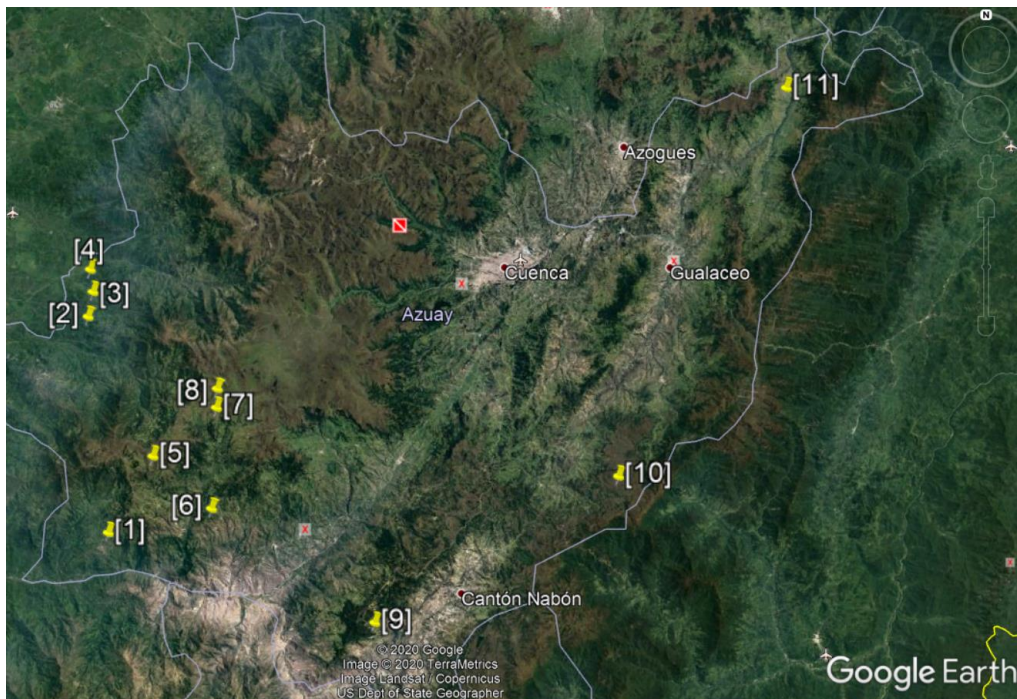 N
[11]
Azogues
[4]
Cuenca
Gualaceo
[3]
[2]
Azuay
[8]
[7]
[5]
[10]
[6]
[1]
X
X
X
X
Cantón Nabón
[9]
© 2020 Google
Image © 2020 TerraMetrics
Image Landsat / Copernicus
US Dept of State Geographer
Google Earth